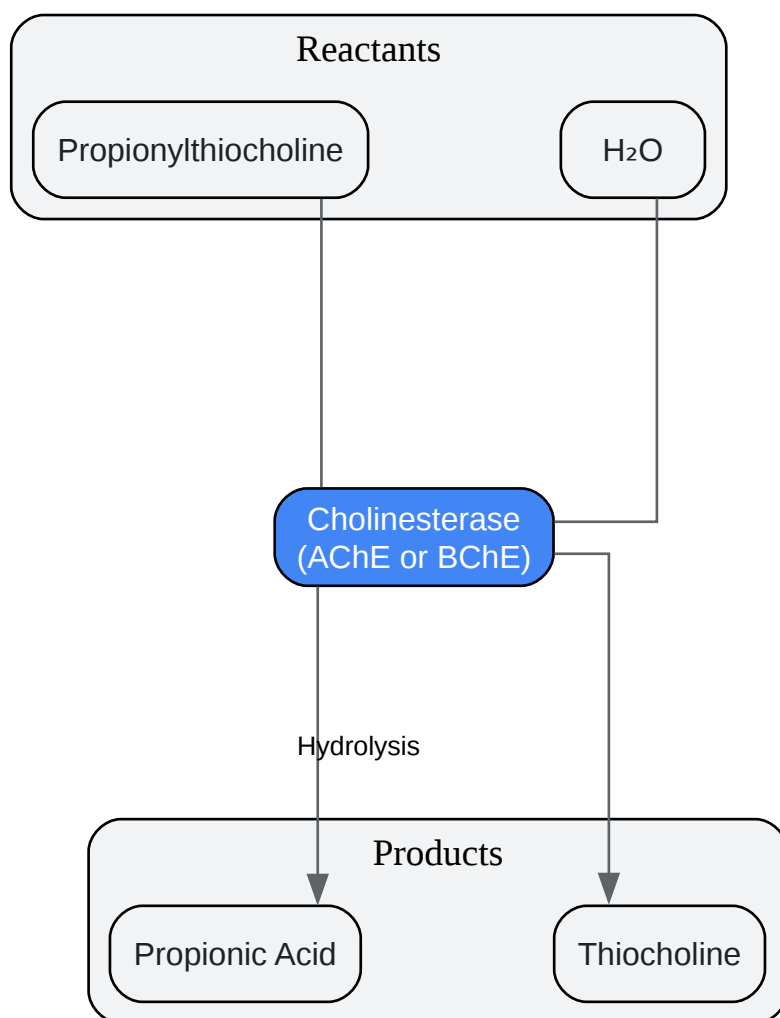 Reactants
Propionylthiocholine
H₂O
Cholinesterase
(AChE or BChE)
Hydrolysis
Products
Propionic Acid
Thiocholine